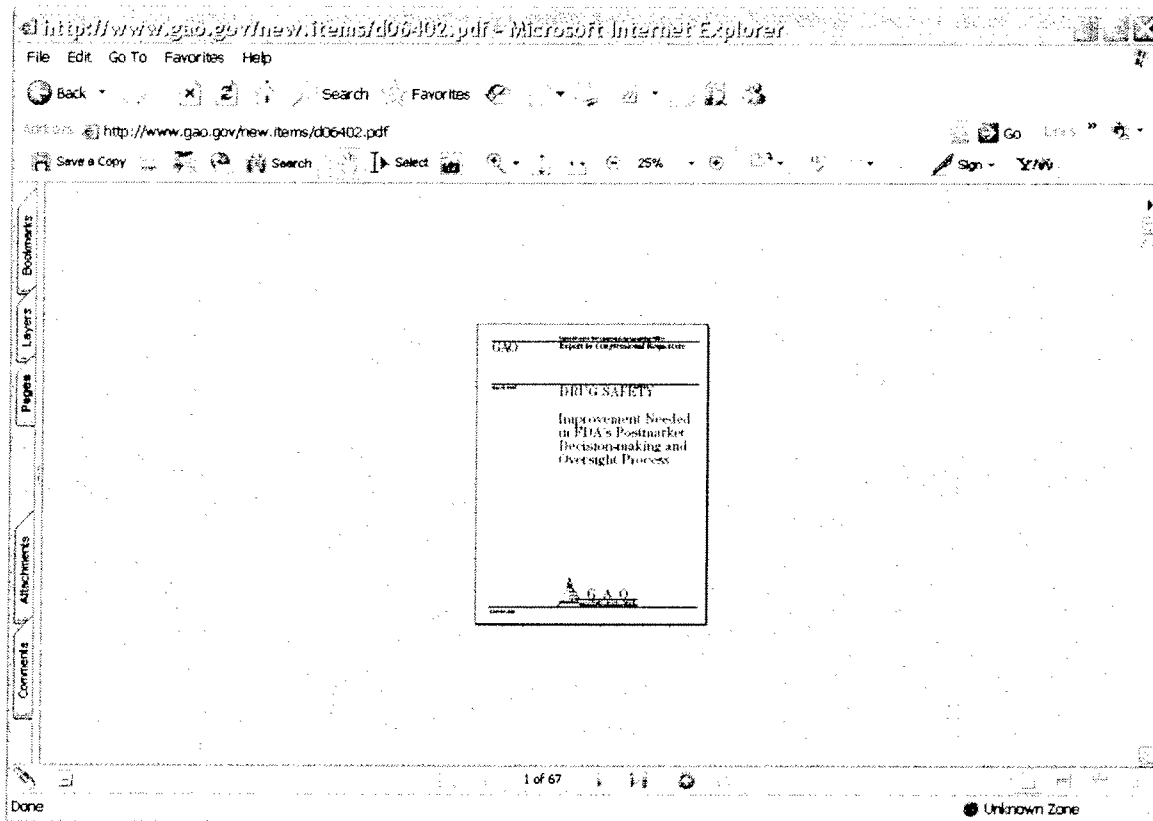 http://www.gao.gov/new.items/d06402.pdf - Microsoft Internet Explorer
File Edit Go To Favorites Help
Back Search Favorites
Address http://www.gao.gov/new.items/d06402.pdf Go Links »
Save a Copy Search Select 25% Sign Y!
Bookmarks
Layers
Pages
Attachments
Comments
GAO
Report to Congressional Requesters
DRUG SAFETY
Improvement Needed
in FDA's Postmarket
Decision-making and
Oversight Process
G A O
1 of 67
Done Unknown Zone